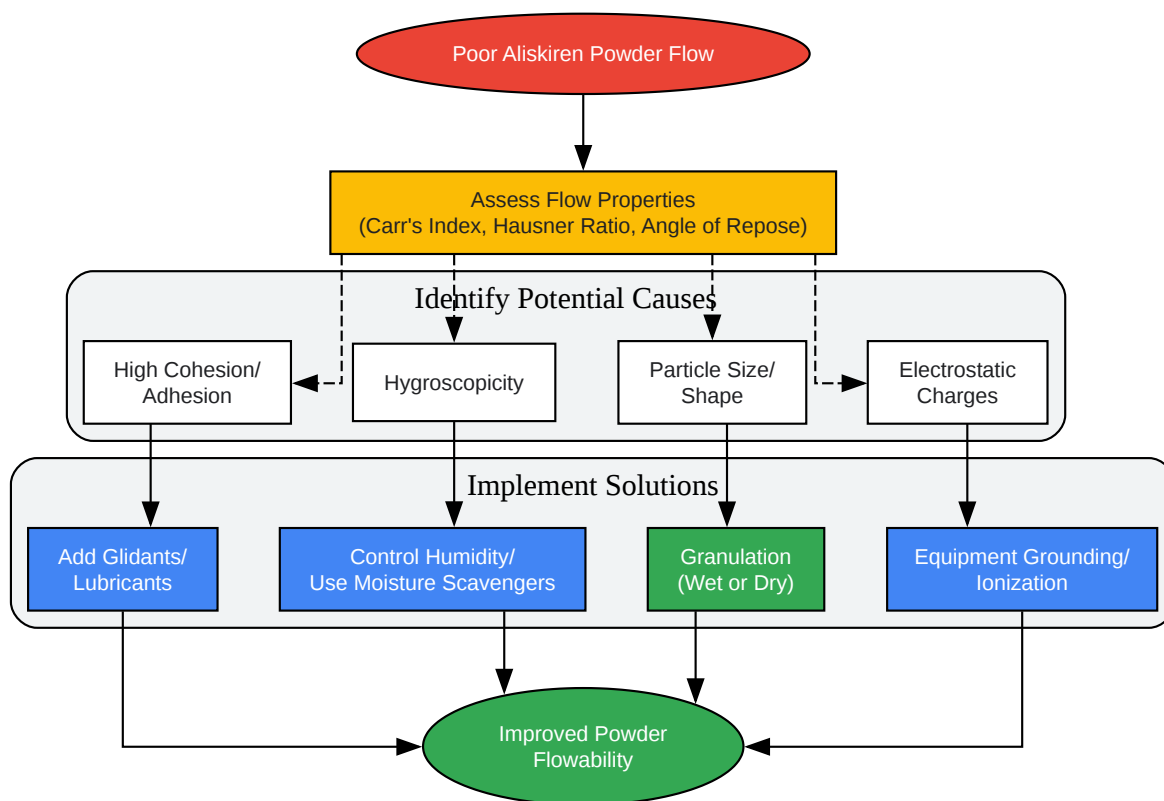 Poor Aliskiren Powder Flow
Assess Flow Properties
(Carr's Index, Hausner Ratio, Angle of Repose)
Identify Potential Causes
High Cohesion/
Adhesion
Hygroscopicity
Particle Size/
Shape
Electrostatic
Charges
Implement Solutions
Add Glidants/
Lubricants
Control Humidity/
Use Moisture Scavengers
Granulation
(Wet or Dry)
Equipment Grounding/
Ionization
Improved Powder
Flowability